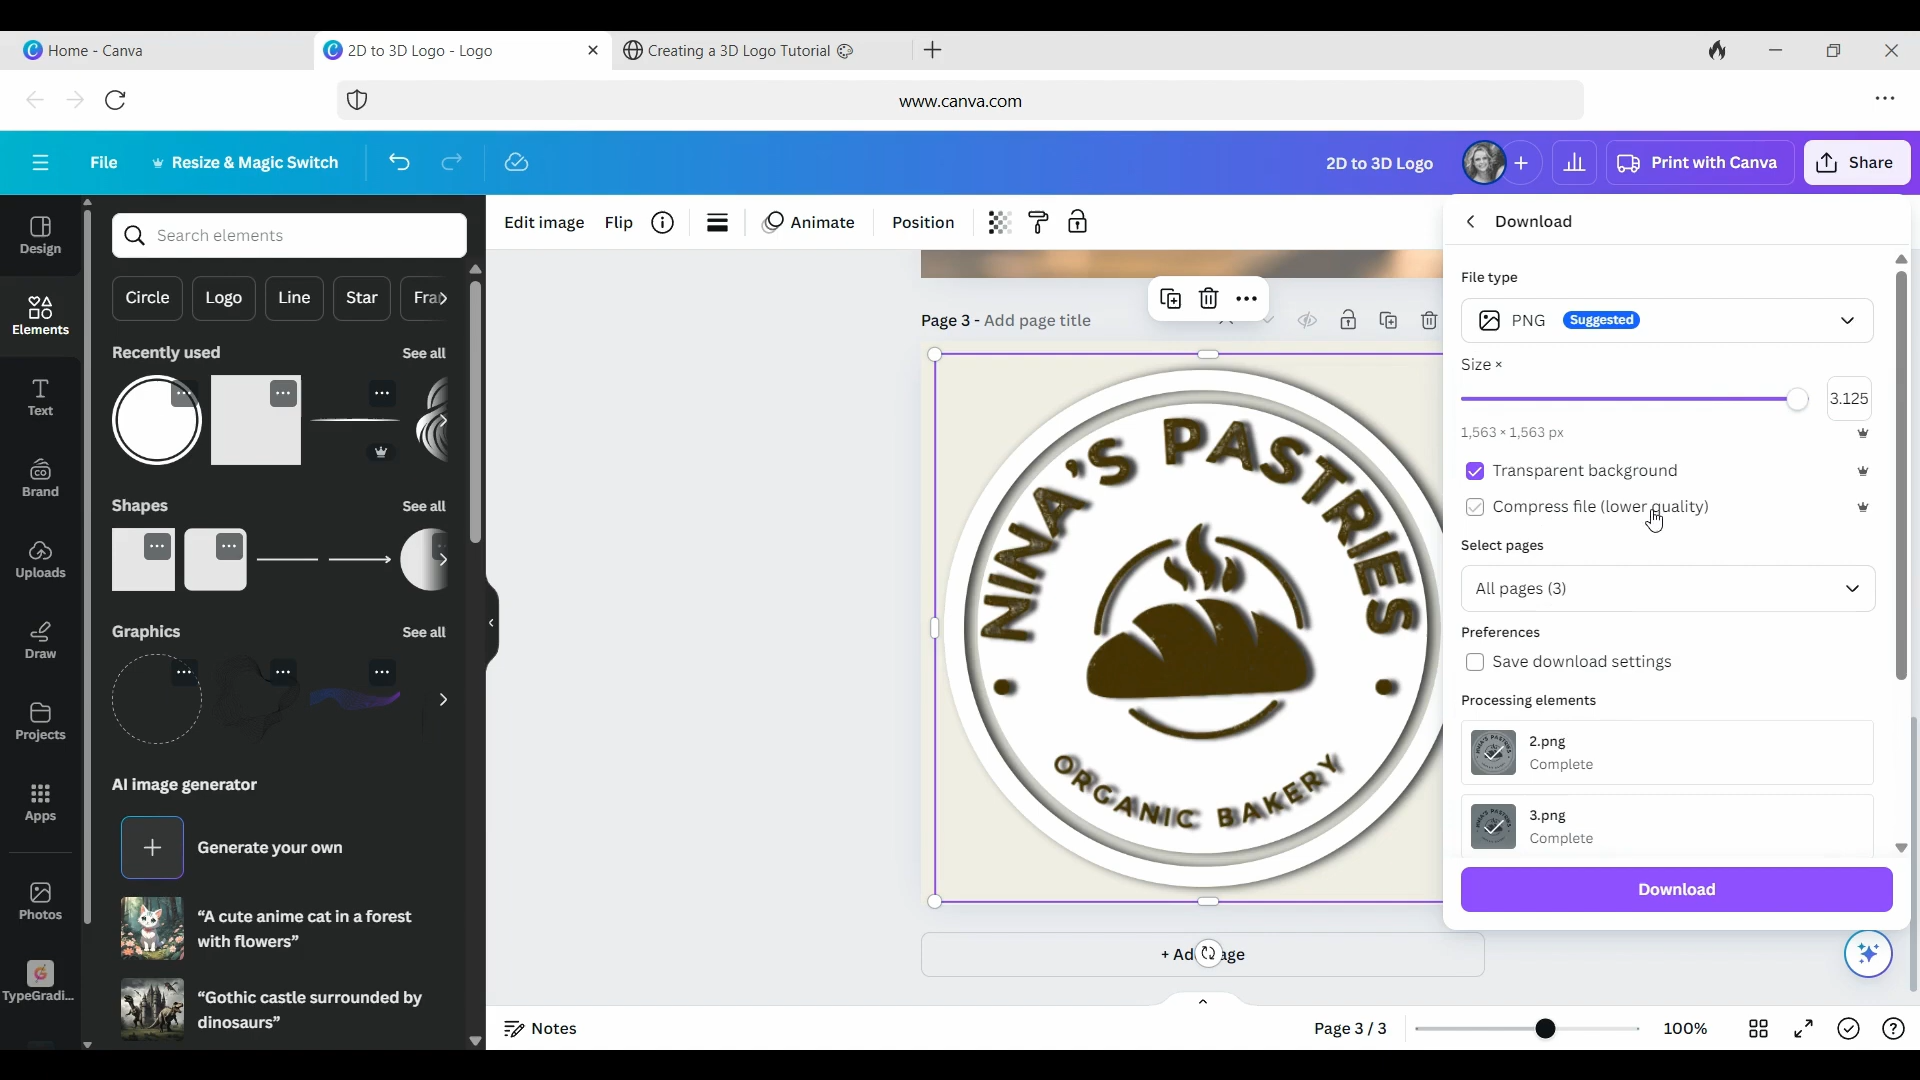 Home - Canva
2D to 3D Logo - Logo
Creating a 3D Logo Tutorial
www.canva.com
File
Resize & Magic Switch
2D to 3D Logo
Print with Canva
Share
Design
Elements
Text
Brand
Uploads
Draw
Projects
Apps
Photos
TypeGradi...
Search elements
Circle
Logo
Line
Star
Recently used
See all
Shapes
See all
Graphics
See all
AI image generator
Generate your own
“A cute anime cat in a forest
with flowers”
“Gothic castle surrounded by
dinosaurs”
Edit image
Flip
Animate
Position
Page 3 - Add page title
NINA'S PASTRIES
ORGANIC BAKERY
Notes
Page 3 / 3
100%
Download
File type
PNG
Suggested
Size ×
3.125
1,563 × 1,563 px
Transparent background
Compress file (lower quality)
Select pages
All pages (3)
Preferences
Save download settings
Processing elements
2.png
Complete
3.png
Complete
Download